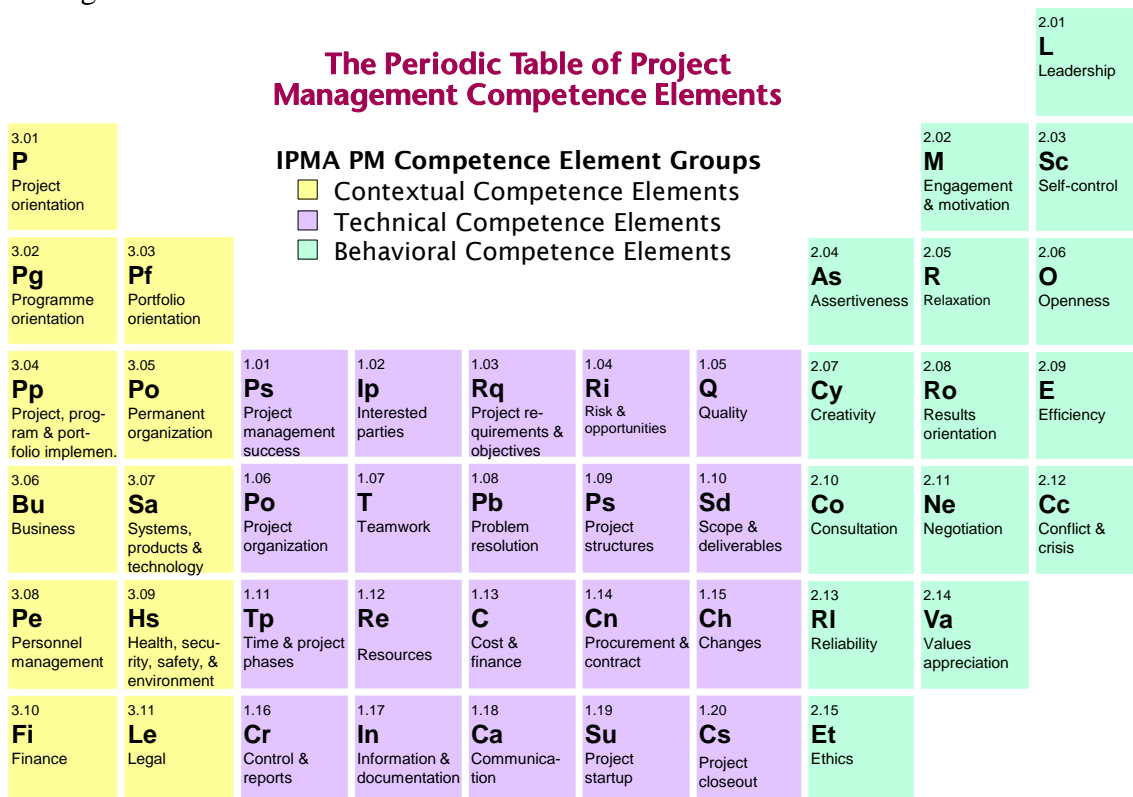 2.01
L
Leadership
The Periodic Table of Project
Management Competence Elements
IPMA PM Competence Element Groups
Contextual Competence Elements
Technical Competence Elements
Behavioral Competence Elements
3.01
P
Project
orientation
2.02
M
Engagement
& motivation
2.03
Sc
Self-control
3.02
Pg
Programme
orientation
3.03
Pf
Portfolio
orientation
2.04
As
Assertiveness
2.05
R
Relaxation
2.06
O
Openness
3.04
Pp
Project, prog-
ram & port-
folio implemen.
3.05
Po
Permanent
organization
1.01
Ps
Project
management
success
1.02
Ip
Interested
parties
1.03
Rq
Project re-
quirements &
objectives
1.04
Ri
Risk &
opportunities
1.05
Q
Quality
2.07
Cy
Creativity
2.08
Ro
Results
orientation
2.09
E
Efficiency
3.06
Bu
Business
3.07
Sa
Systems,
products &
technology
1.06
Po
Project
organization
1.07
T
Teamwork
1.08
Pb
Problem
resolution
1.09
Ps
Project
structures
1.10
Sd
Scope &
deliverables
2.10
Co
Consultation
2.11
Ne
Negotiation
2.12
Cc
Conflict &
crisis
3.08
Pe
Personnel
management
3.09
Hs
Health, secu-
rity, safety, &
environment
1.11
Tp
Time & project
phases
1.12
Re
Resources
1.13
C
Cost &
finance
1.14
Cn
Procurement &
contract
1.15
Ch
Changes
2.13
Rl
Reliability
2.14
Va
Values
appreciation
3.10
Fi
Finance
3.11
Le
Legal
1.16
Cr
Control &
reports
1.17
In
Information &
documentation
1.18
Ca
Communica-
tion
1.19
Su
Project
startup
1.20
Cs
Project
closeout
2.15
Et
Ethics